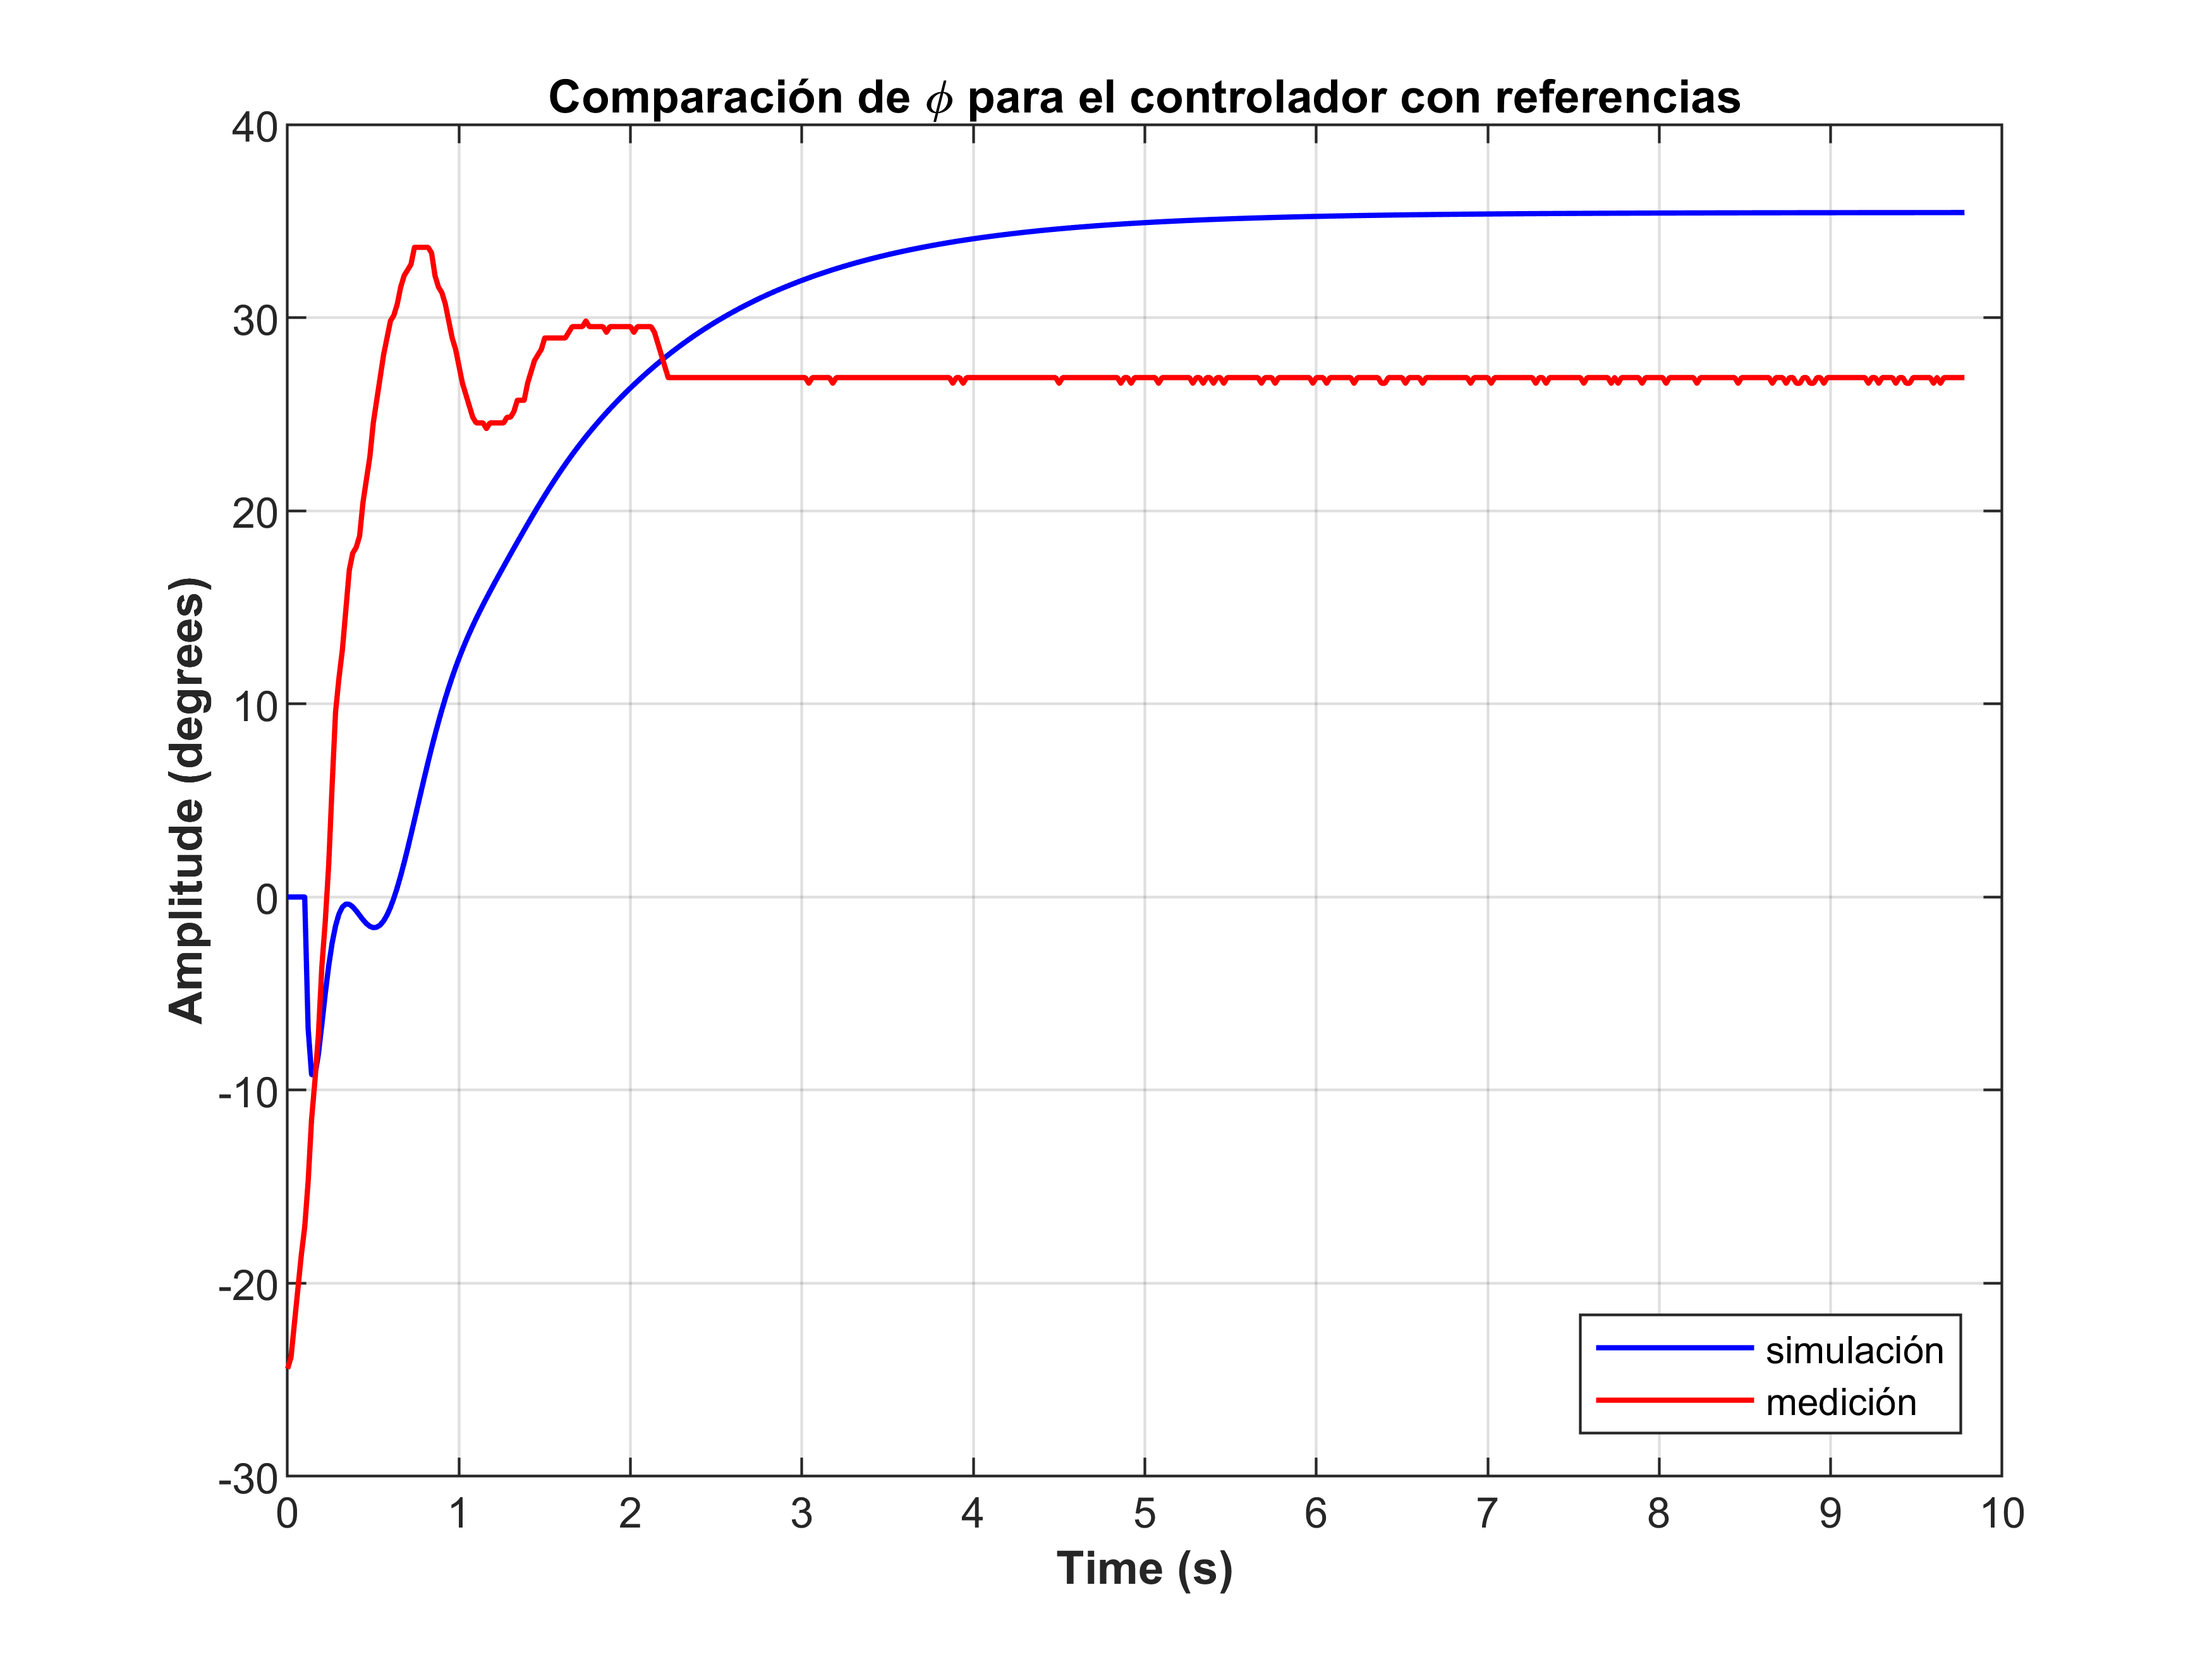 Comparación de ϕ para el controlador con referencias
40
30
20
10
0
-10
-20
-30
Amplitude (degrees)
0 1 2 3 4 5 6 7 8 9 10
Time (s)
simulación
medición